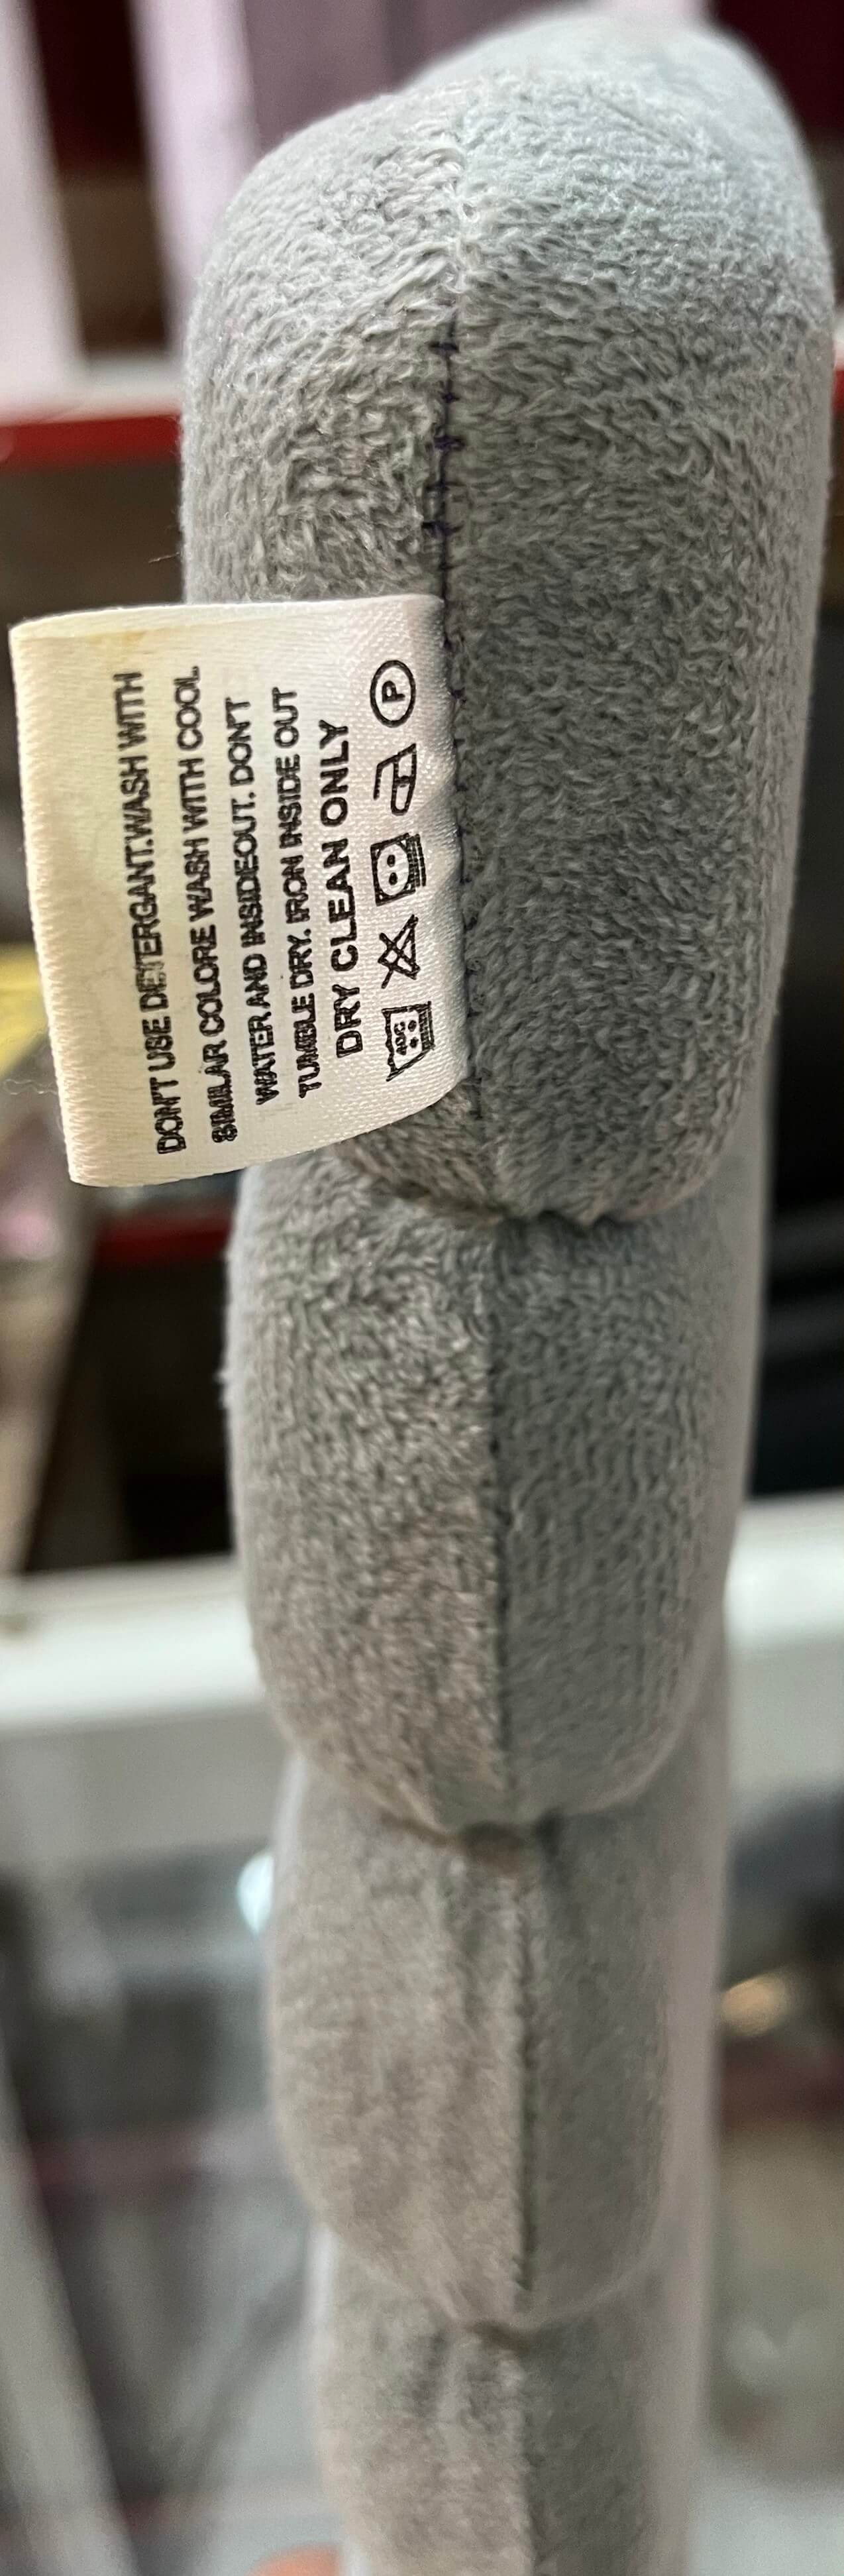 DON'T USE DETERGANT.WASH WITH
SIMILAR COLORE WASH WITH COOL
WATER AND INSIDEOUT. DON'T
TUMBLE DRY. IRON INSIDE OUT
DRY CLEAN ONLY
40C P